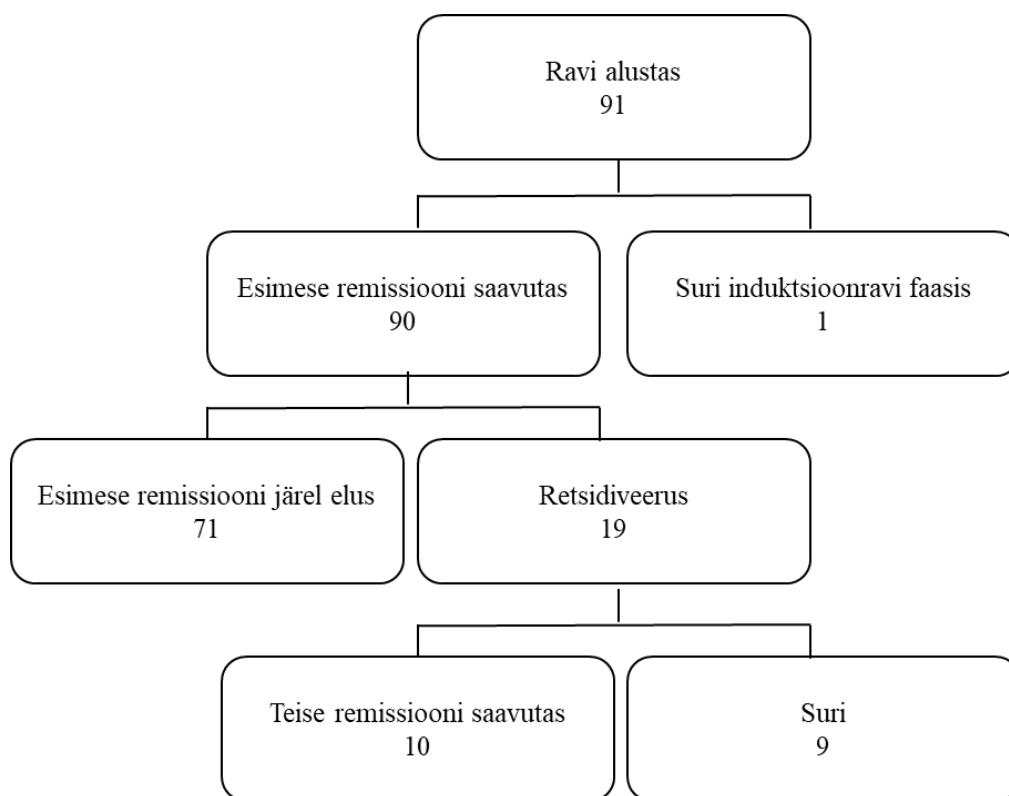 Ravi alustas
91
Esimese remissiooni saavutas
90
Suri induktsioonravi faasis
1
Esimese remissiooni järel elus
71
Retsidiveerus
19
Teise remissiooni saavutas
10
Suri
9